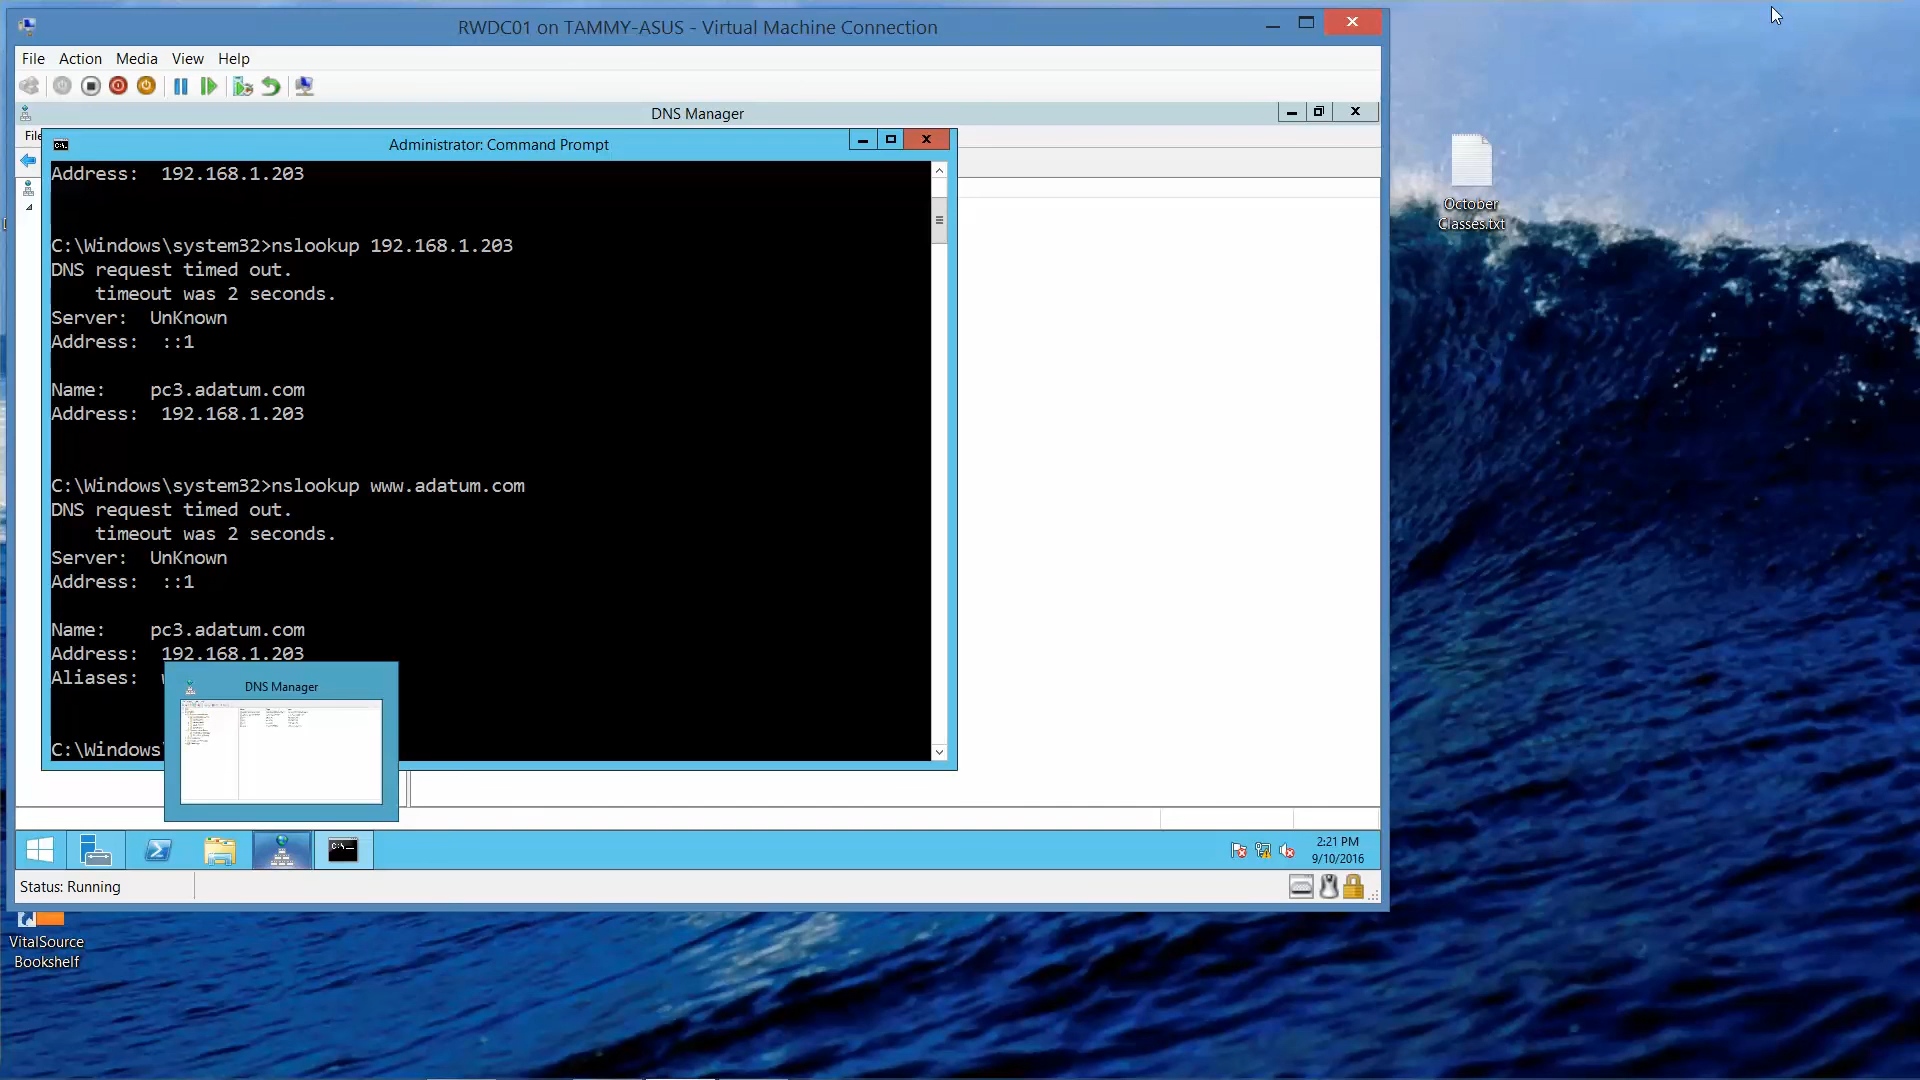 RWDC01 on TAMMY-ASUS - Virtual Machine Connection
File Action Media View Help
DNS Manager
File
Administrator: Command Prompt
Address:  192.168.1.203
C:\Windows\system32>nslookup 192.168.1.203
DNS request timed out.
    timeout was 2 seconds.
Server:  UnKnown
Address:  ::1
Name:    pc3.adatum.com
Address:  192.168.1.203
C:\Windows\system32>nslookup www.adatum.com
DNS request timed out.
    timeout was 2 seconds.
Server:  UnKnown
Address:  ::1
Name:    pc3.adatum.com
Address:  192.168.1.203
Aliases:
C:\Windows
DNS Manager
2:21 PM
9/10/2016
Status: Running
October
Classes.txt
VitalSource
Bookshelf